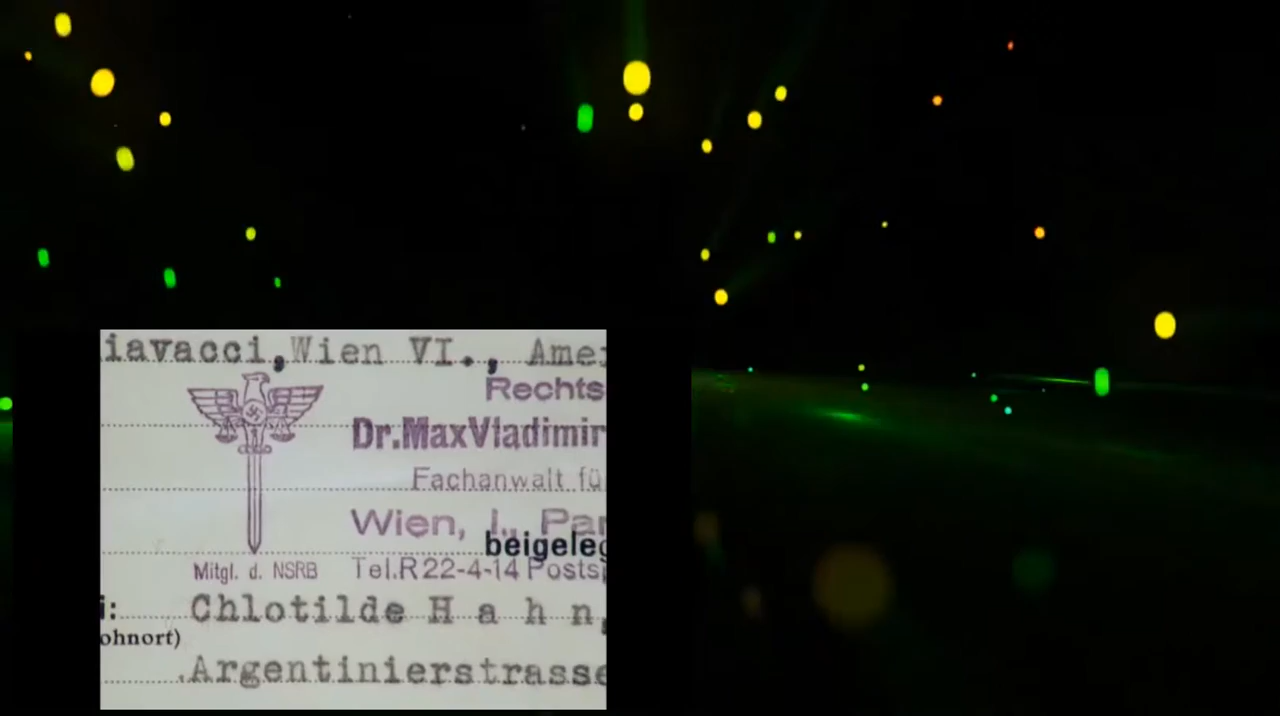 iavacci,Wien VI., Ame
Rechts
Dr.MaxVladimir
Fachanwalt fü
Wien, I., Par
beigeleg
Mitgl. d. NSRB Tel.R22-4-14 Posts
i: Chlotilde H a h n,
ohnort)
Argentinierstrasse